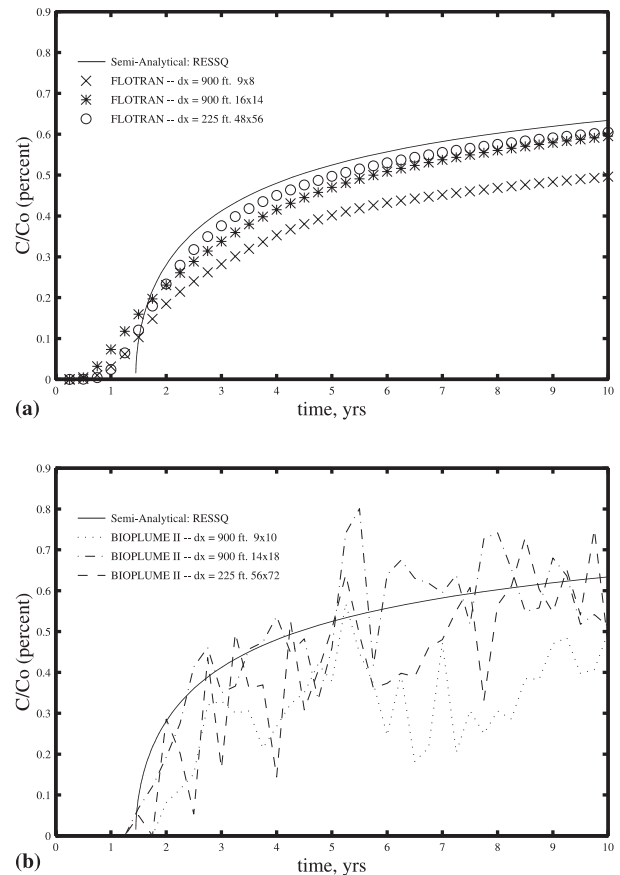 0.9
0.8
0.7
0.6
0.5
0.4
0.3
0.2
0.1
0
C/Co (percent)
Semi-Analytical: RESSQ
FLOTRAN -- dx = 900 ft. 9x8
FLOTRAN -- dx = 900 ft. 16x14
FLOTRAN -- dx = 225 ft. 48x56
0 1 2 3 4 5 6 7 8 9 10
(a)
time, yrs
0.9
0.8
0.7
0.6
0.5
0.4
0.3
0.2
0.1
0
C/Co (percent)
Semi-Analytical: RESSQ
BIOPLUME II -- dx = 900 ft. 9x10
BIOPLUME II -- dx = 900 ft. 14x18
BIOPLUME II -- dx = 225 ft. 56x72
0 1 2 3 4 5 6 7 8 9 10
(b)
time, yrs